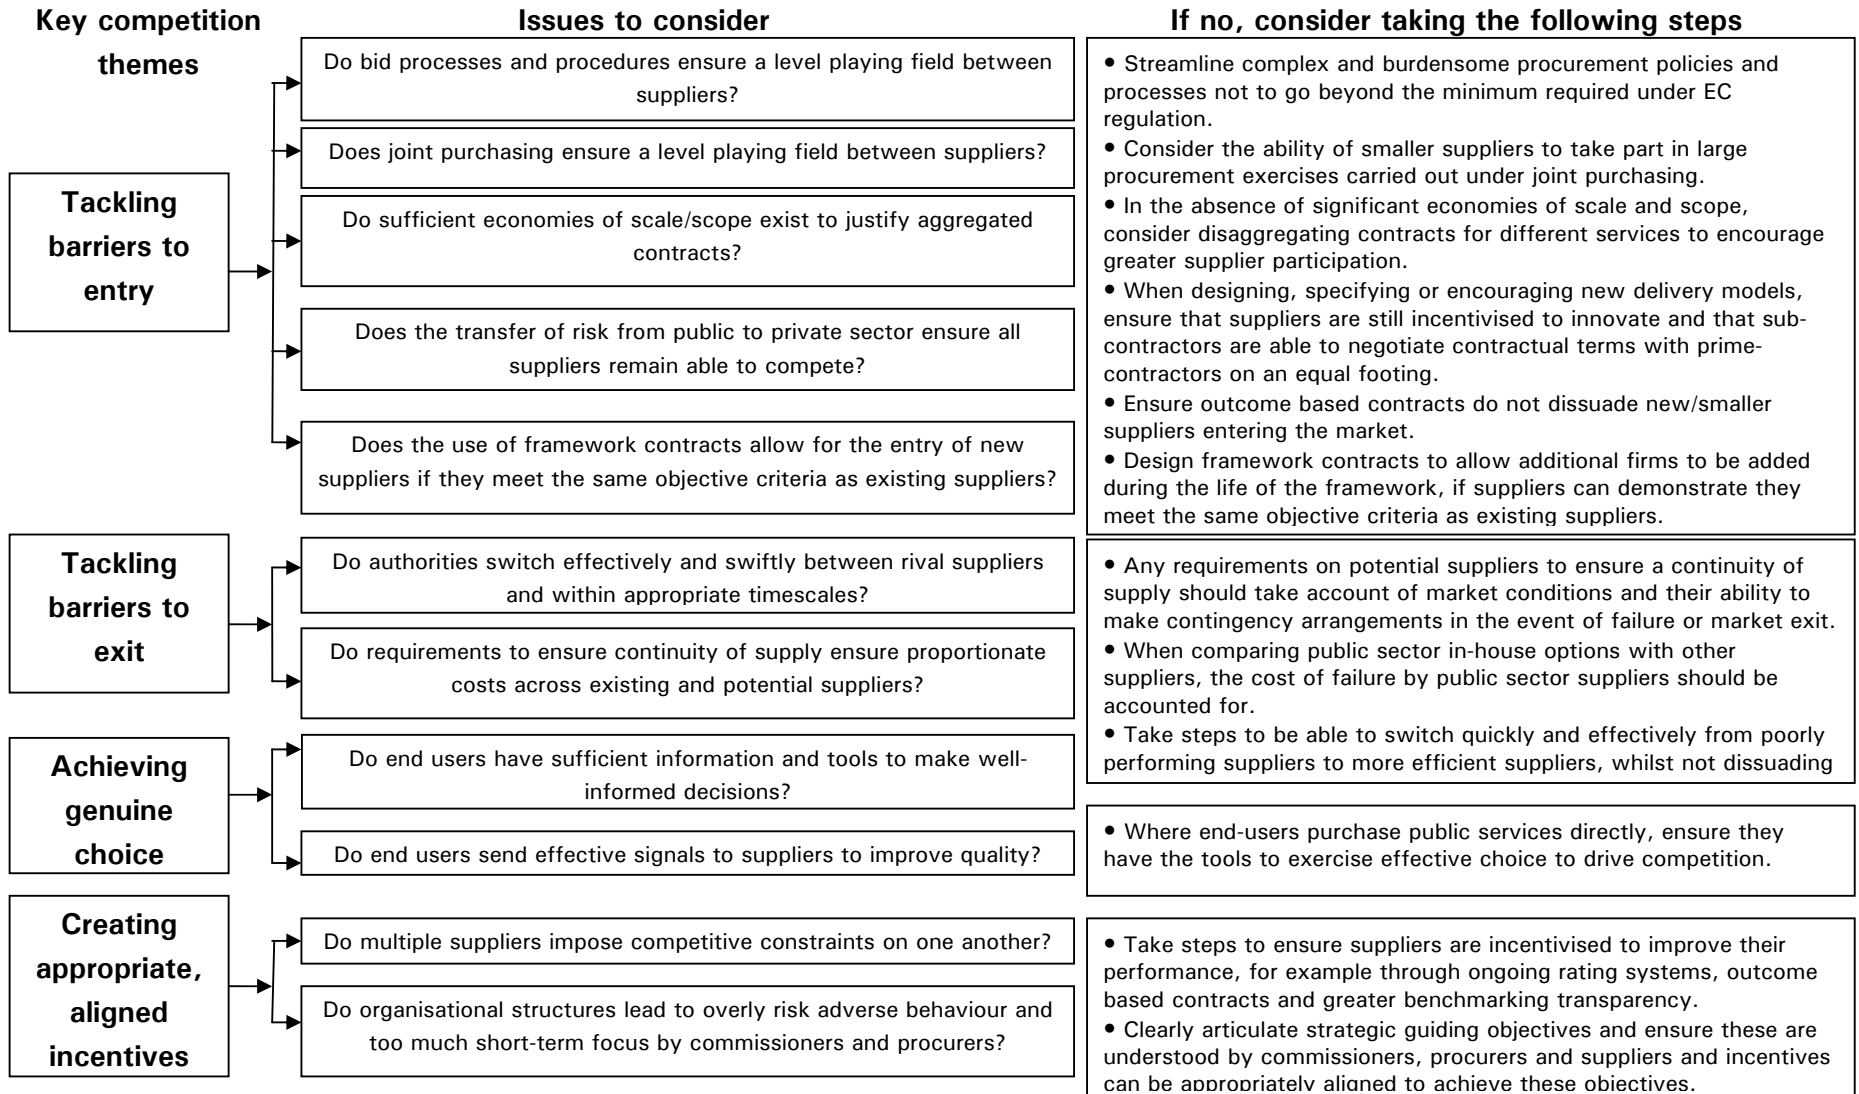 Key competition
themes
Issues to consider
If no, consider taking the following steps
Tackling
barriers to
entry
Do bid processes and procedures ensure a level playing field between
suppliers?
Does joint purchasing ensure a level playing field between suppliers?
Do sufficient economies of scale/scope exist to justify aggregated
contracts?
Does the transfer of risk from public to private sector ensure all
suppliers remain able to compete?
Does the use of framework contracts allow for the entry of new
suppliers if they meet the same objective criteria as existing suppliers?
• Streamline complex and burdensome procurement policies and
processes not to go beyond the minimum required under EC
regulation.
• Consider the ability of smaller suppliers to take part in large
procurement exercises carried out under joint purchasing.
• In the absence of significant economies of scale and scope,
consider disaggregating contracts for different services to encourage
greater supplier participation.
• When designing, specifying or encouraging new delivery models,
ensure that suppliers are still incentivised to innovate and that sub-
contractors are able to negotiate contractual terms with prime-
contractors on an equal footing.
• Ensure outcome based contracts do not dissuade new/smaller
suppliers entering the market.
• Design framework contracts to allow additional firms to be added
during the life of the framework, if suppliers can demonstrate they
meet the same objective criteria as existing suppliers.
Tackling
barriers to
exit
Do authorities switch effectively and swiftly between rival suppliers
and within appropriate timescales?
Do requirements to ensure continuity of supply ensure proportionate
costs across existing and potential suppliers?
• Any requirements on potential suppliers to ensure a continuity of
supply should take account of market conditions and their ability to
make contingency arrangements in the event of failure or market exit.
• When comparing public sector in-house options with other
suppliers, the cost of failure by public sector suppliers should be
accounted for.
• Take steps to be able to switch quickly and effectively from poorly
performing suppliers to more efficient suppliers, whilst not dissuading
Achieving
genuine
choice
Do end users have sufficient information and tools to make well-
informed decisions?
Do end users send effective signals to suppliers to improve quality?
• Where end-users purchase public services directly, ensure they
have the tools to exercise effective choice to drive competition.
Creating
appropriate,
aligned
incentives
Do multiple suppliers impose competitive constraints on one another?
Do organisational structures lead to overly risk adverse behaviour and
too much short-term focus by commissioners and procurers?
• Take steps to ensure suppliers are incentivised to improve their
performance, for example through ongoing rating systems, outcome
based contracts and greater benchmarking transparency.
• Clearly articulate strategic guiding objectives and ensure these are
understood by commissioners, procurers and suppliers and incentives
can be appropriately aligned to achieve these objectives.